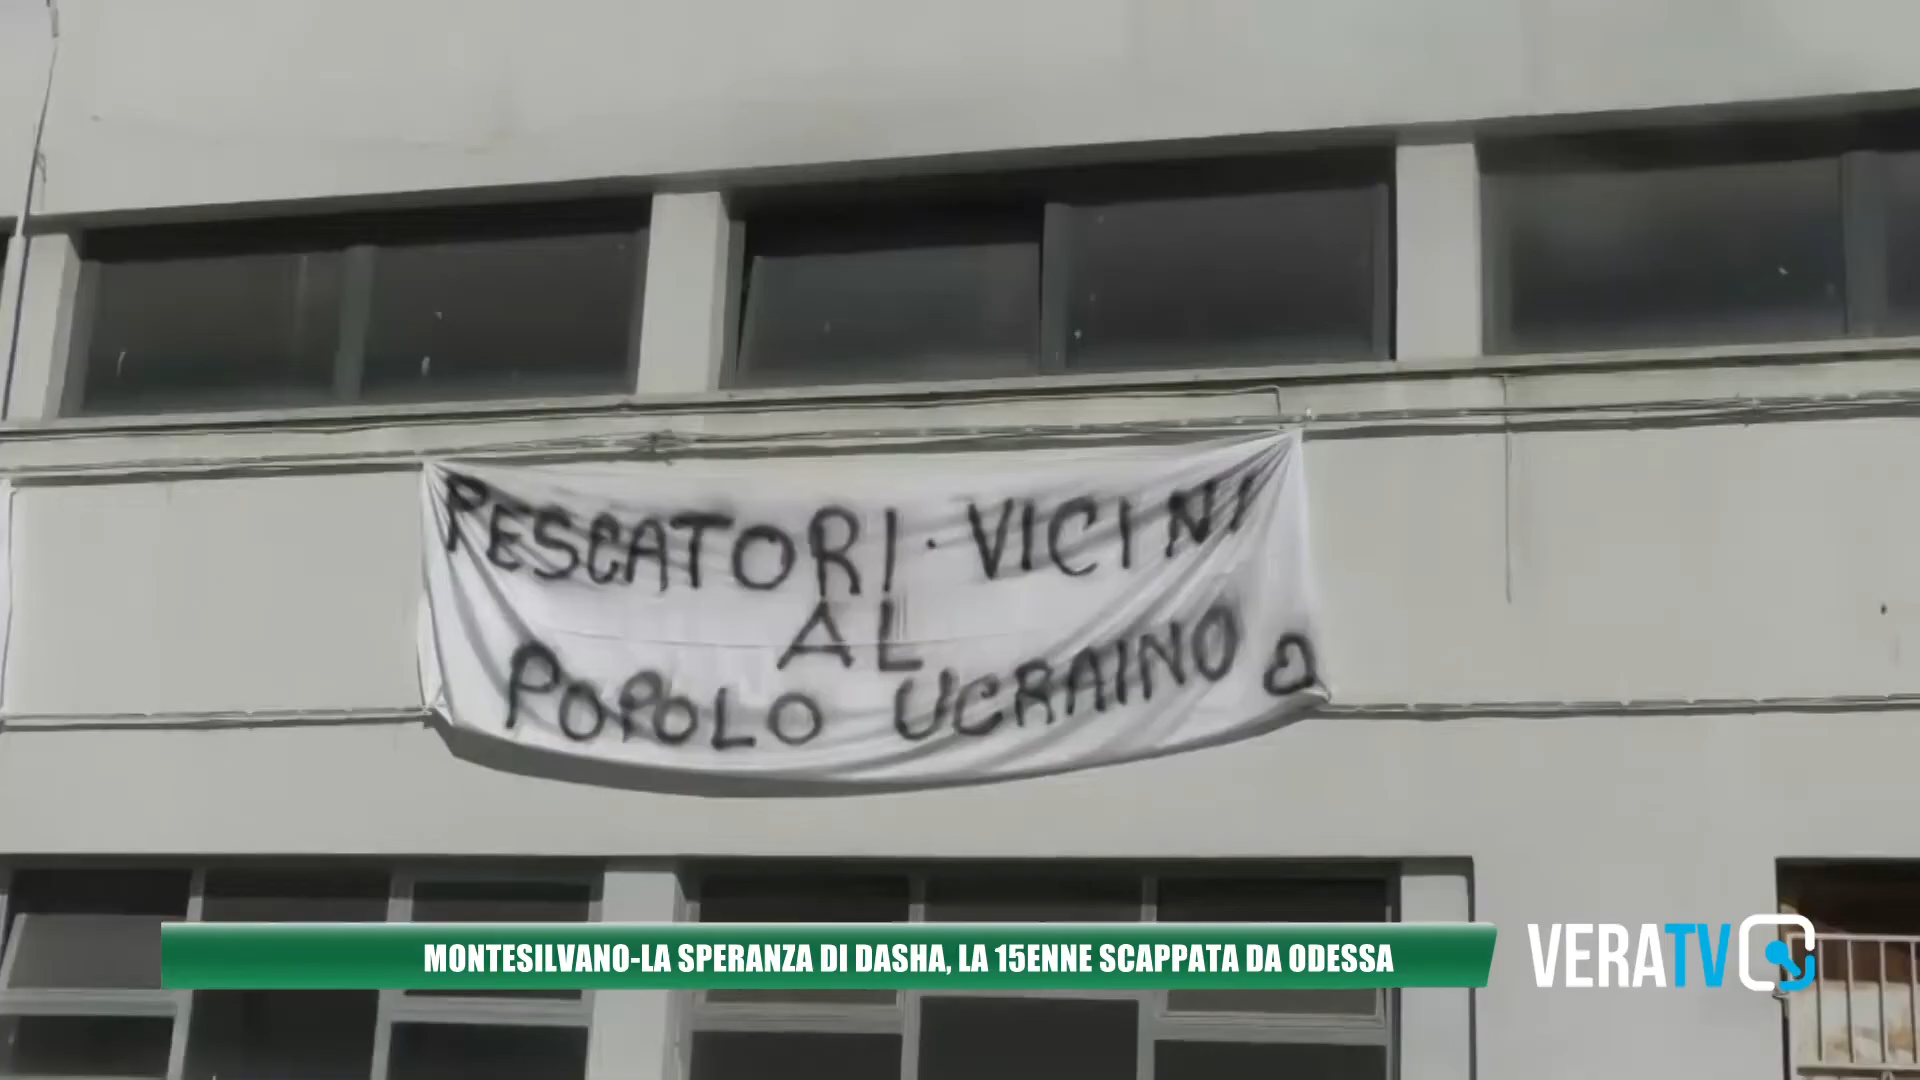 PESCATORI · VICINI
AL
POPOLO UCRAINO
MONTESILVANO-LA SPERANZA DI DASHA, LA 15ENNE SCAPPATA DA ODESSA
VERATV